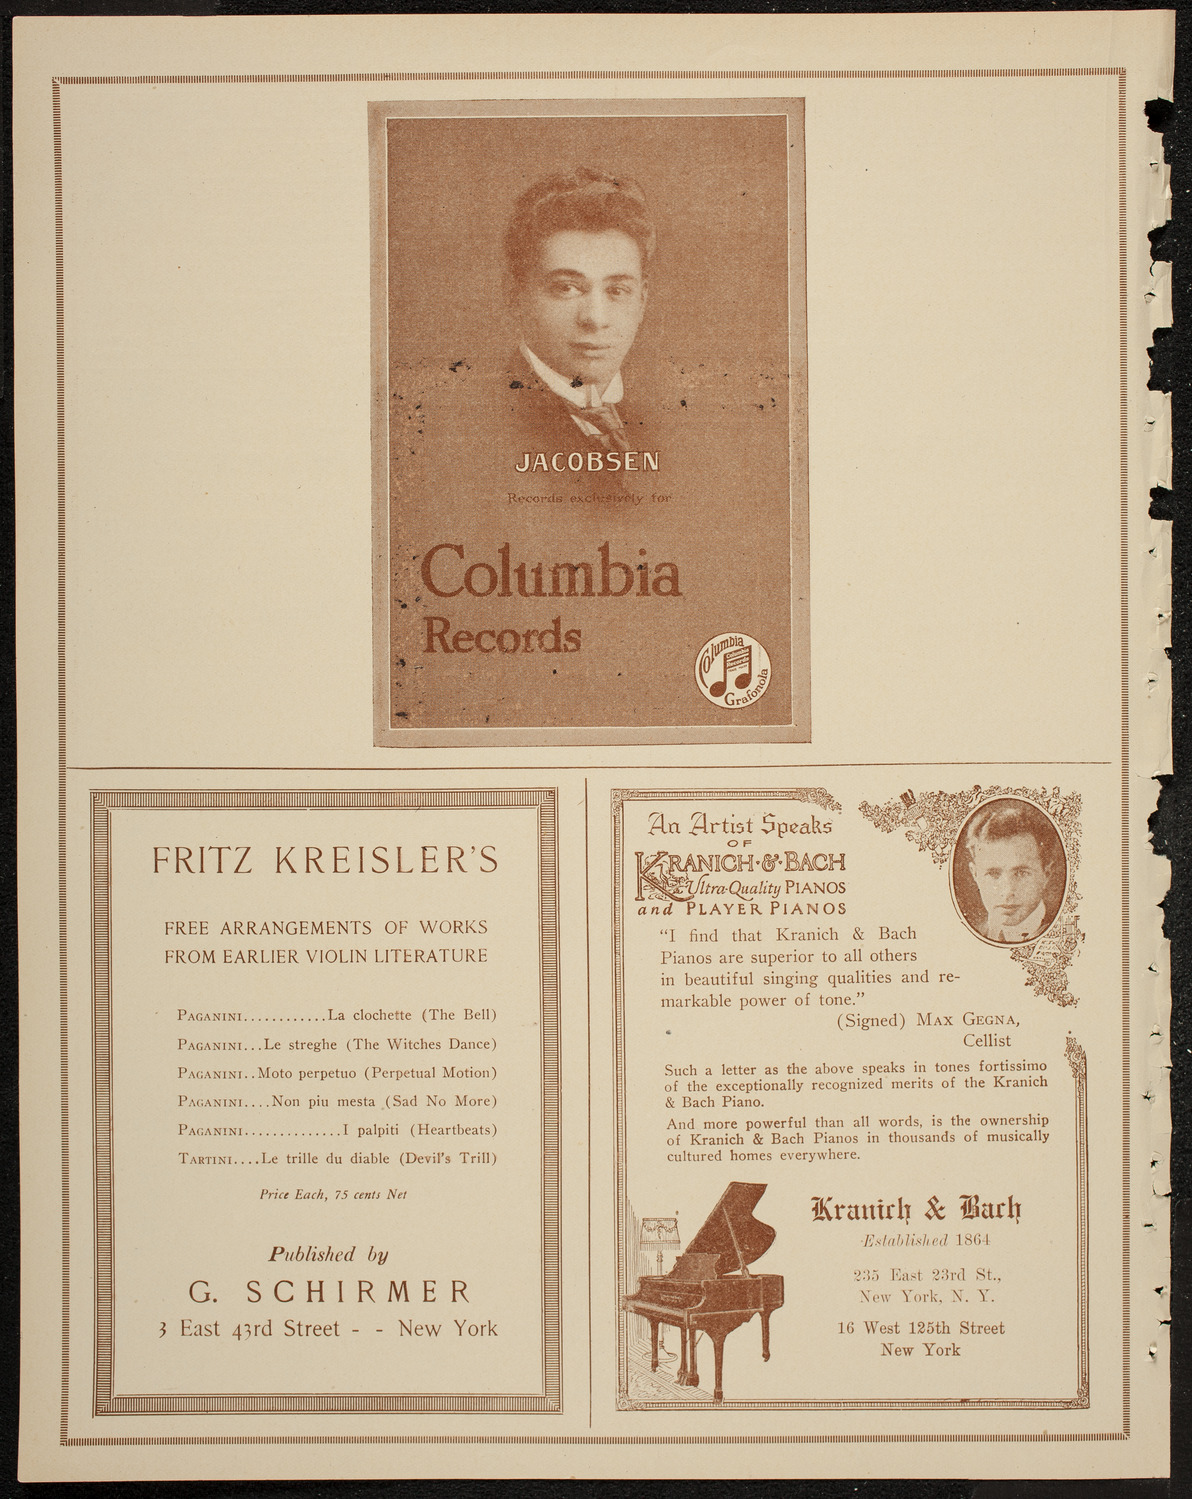 JACOBSEN
Records exclusively for
Columbia
Records
Columbia
Columbia
Records
Grafonola
FRITZ KREISLER'S
FREE ARRANGEMENTS OF WORKS
FROM EARLIER VIOLIN LITERATURE
PAGANINI............La clochette (The Bell)
PAGANINI...Le streghe (The Witches Dance)
PAGANINI..Moto perpetuo (Perpetual Motion)
PAGANINI....Non piu mesta (Sad No More)
PAGANINI..............I palpiti (Heartbeats)
TARTINI....Le trille du diable (Devil's Trill)
Price Each, 75 cents Net
Published by
G. SCHIRMER
3 East 43rd Street - - New York
An Artist Speaks
OF
KRANICH·&·BACH
Ultra-Quality PIANOS
and PLAYER PIANOS
"I find that Kranich & Bach
Pianos are superior to all others
in beautiful singing qualities and re-
markable power of tone."
(Signed) MAX GEGNA,
Cellist
Such a letter as the above speaks in tones fortissimo
of the exceptionally recognized merits of the Kranich
& Bach Piano.
And more powerful than all words, is the ownership
of Kranich & Bach Pianos in thousands of musically
cultured homes everywhere.
Kranich & Bach
Established 1864
235 East 23rd St.,
New York, N. Y.
16 West 125th Street
New York